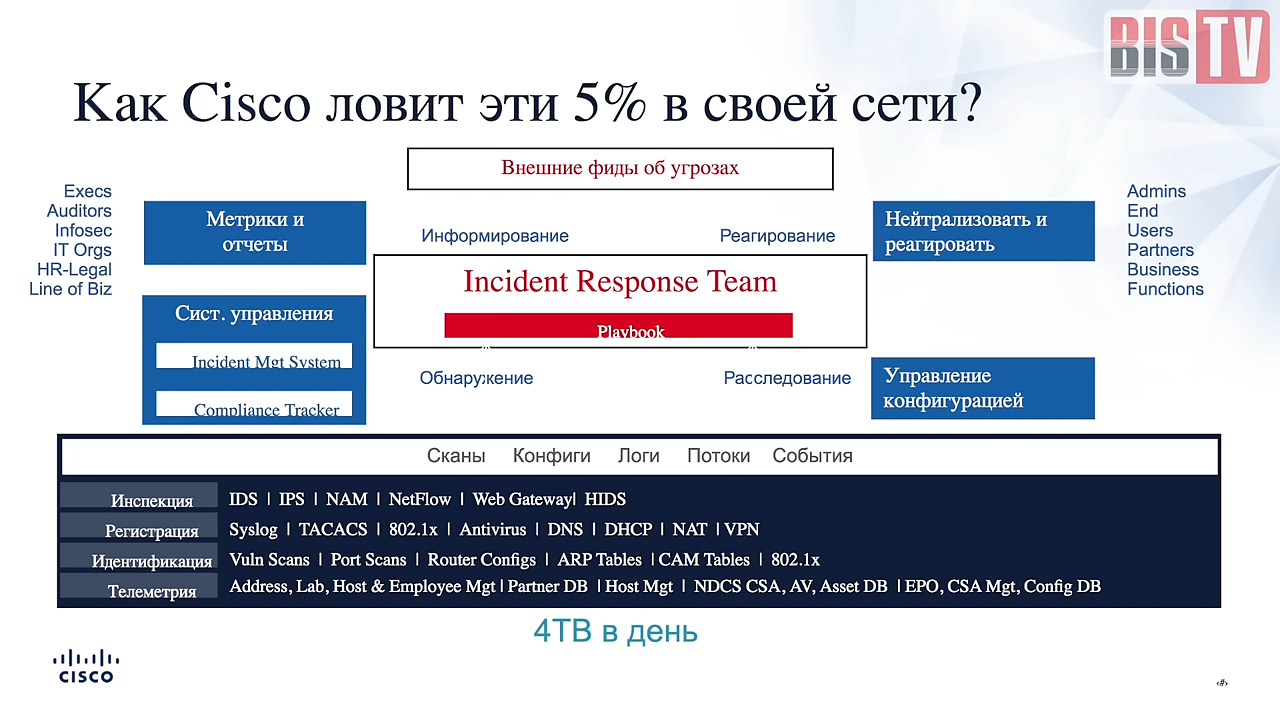 BIS TV
Как Cisco ловит эти 5% в своей сети?
Внешние фиды об угрозах
Execs
Auditors
Infosec
IT Orgs
HR-Legal
Line of Biz
Метрики и
отчеты
Информирование
Реагирование
Нейтрализовать и
реагировать
Admins
End
Users
Partners
Business
Functions
Incident Response Team
Playbook
Сист. управления
Incident Mgt System
Compliance Tracker
Обнаружение
Расследование
Управление
конфигурацией
Сканы Конфиги Логи Потоки События
Инспекция IDS | IPS | NAM | NetFlow | Web Gateway| HIDS
Регистрация Syslog | TACACS | 802.1x | Antivirus | DNS | DHCP | NAT | VPN
Идентификация Vuln Scans | Port Scans | Router Configs | ARP Tables | CAM Tables | 802.1x
Телеметрия Address, Lab, Host & Employee Mgt | Partner DB | Host Mgt | NDCS CSA, AV, Asset DB | EPO, CSA Mgt, Config DB
4TB в день
CISCO
‹#›